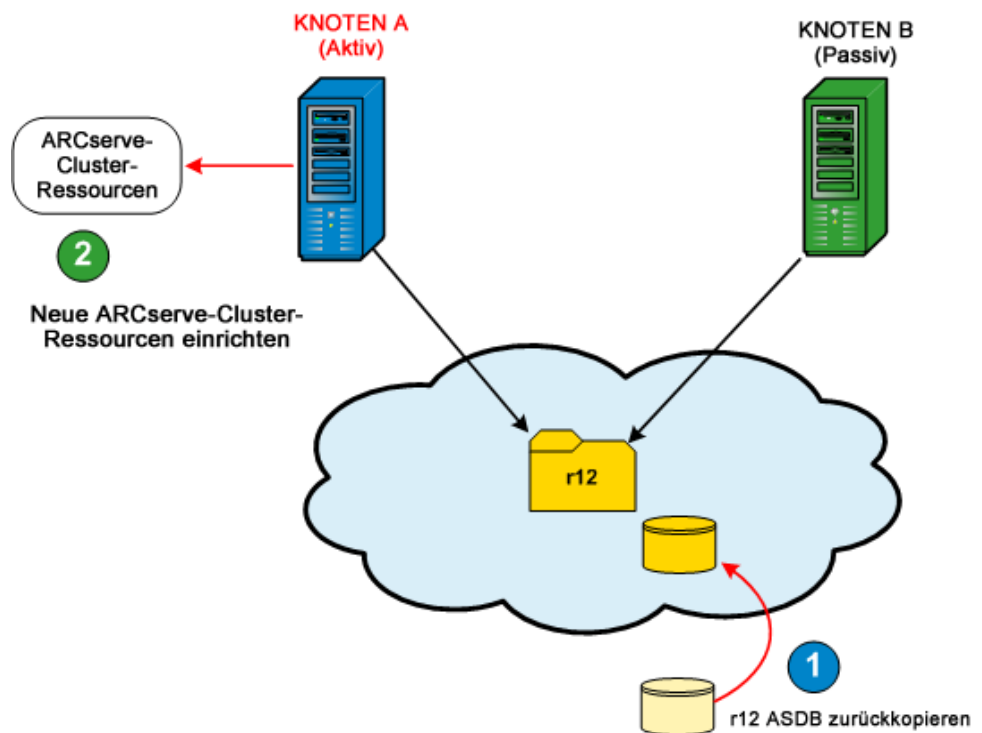 KNOTEN A
(Aktiv)
KNOTEN B
(Passiv)
ARCserve-
Cluster-
Ressourcen
2
Neue ARCserve-Cluster-
Ressourcen einrichten
r12
1
r12 ASDB zurückkopieren